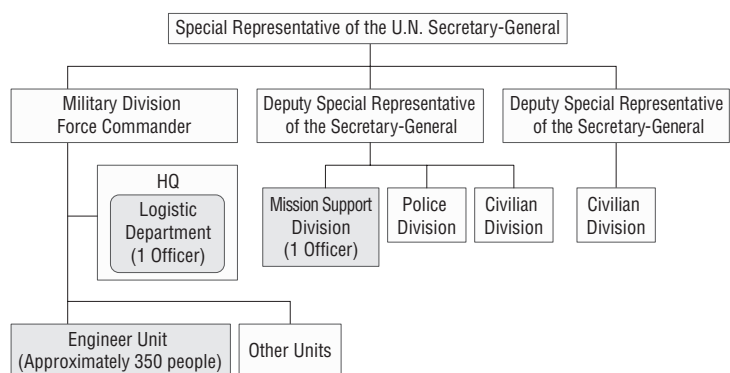 Special Representative of the U.N. Secretary-General
Military Division
Force Commander
Deputy Special Representative
of the Secretary-General
Deputy Special Representative
of the Secretary-General
HQ
Logistic
Department
(1 Officer)
Mission Support
Division
(1 Officer)
Police
Division
Civilian
Division
Civilian
Division
Engineer Unit
(Approximately 350 people)
Other Units